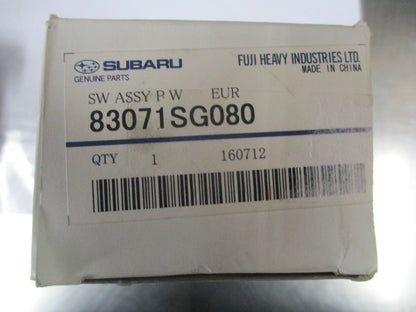 SUBARU
GENUINE PARTS
FUJI HEAVY INDUSTRIES LTD.
MADE IN CHINA
SW ASSY P W EUR
83071SG080
QTY 1 160712